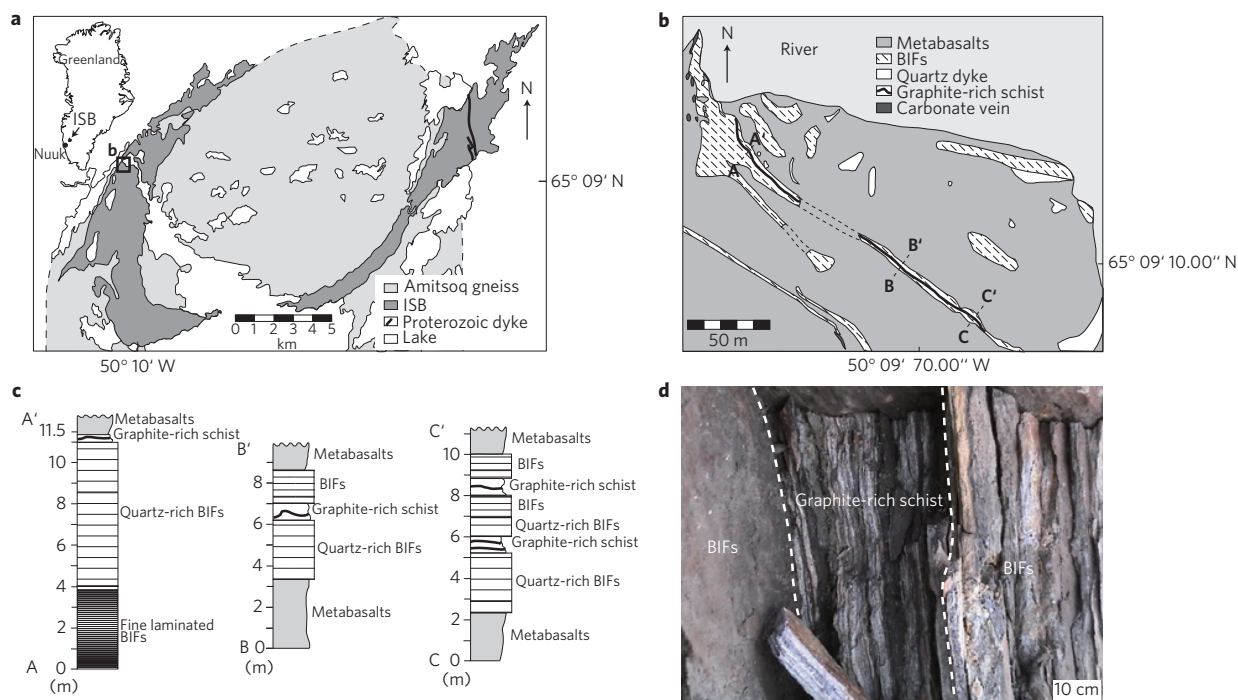 a
Greenland
ISB
Nuuk
b
N
65° 09′ N
Amitsoq gneiss
ISB
Proterozoic dyke
Lake
0 1 2 3 4 5
km
50° 10′ W
b
N
River
Metabasalts
BIFs
Quartz dyke
Graphite-rich schist
Carbonate vein
A′
A
B′
B
C′
C
65° 09′ 10.00″ N
50 m
50° 09′ 70.00″ W
c
A′
11.5
10
8
6
4
2
A 0
(m)
Metabasalts
Graphite-rich schist
Quartz-rich BIFs
Fine laminated
BIFs
B′
8
6
4
2
B 0
(m)
Metabasalts
BIFs
Graphite-rich schist
Quartz-rich BIFs
Metabasalts
C′
10
8
6
4
2
C 0
(m)
Metabasalts
BIFs
Graphite-rich schist
BIFs
Quartz-rich BIFs
Graphite-rich schist
Quartz-rich BIFs
Metabasalts
d
Graphite-rich schist
BIFs
BIFs
10 cm